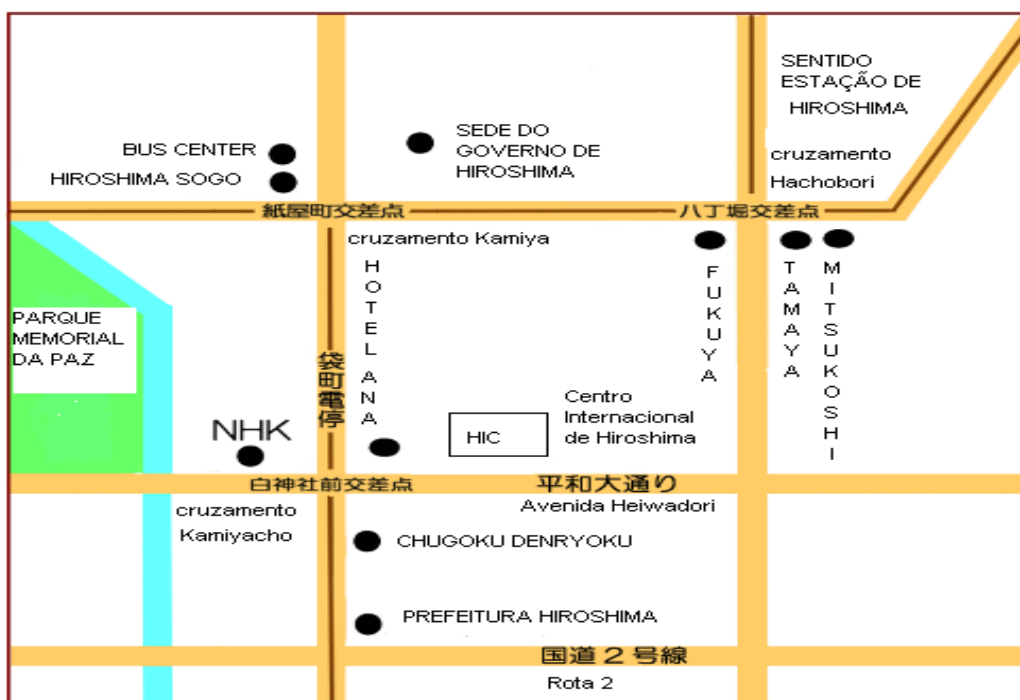 SENTIDO
ESTAÇÃO DE
HIROSHIMA
SEDE DO
GOVERNO DE
HIROSHIMA
BUS CENTER
HIROSHIMA SOGO
cruzamento
Hachobori
紙屋町交差点
八丁堀交差点
cruzamento Kamiya
HOTEL ANA
FUKUYA
TAMAYA
MITSUKOSHI
PARQUE
MEMORIAL
DA PAZ
袋町電停
NHK
HIC
Centro
Internacional
de Hiroshima
白神社前交差点
平和大通り
cruzamento
Kamiyacho
Avenida Heiwadori
CHUGOKU DENRYOKU
PREFEITURA HIROSHIMA
国道2号線
Rota 2